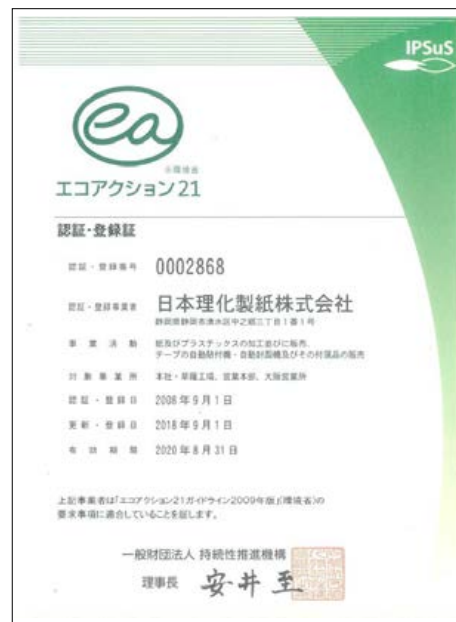 IPSuS
ea
©環境省
エコアクション21
認証・登録証
認証・登録番号 0002868
認証・登録事業者 日本理化製紙株式会社
静岡県静岡市清水区中之郷三丁目1番1号
事業活動 紙及びプラスチックスの加工並びに販売、
テープの自動貼付機・自動封函機及びその付属品の販売
対象事業所 本社・草薙工場、営業本部、大阪営業所
認証・登録日 2008年9月1日
更新・登録日 2018年9月1日
有効期限 2020年8月31日
上記事業者は「エコアクション21ガイドライン2009年版」(環境省)の
要求事項に適合していることを証します。
一般財団法人 持続性推進機構
理事長 安井至